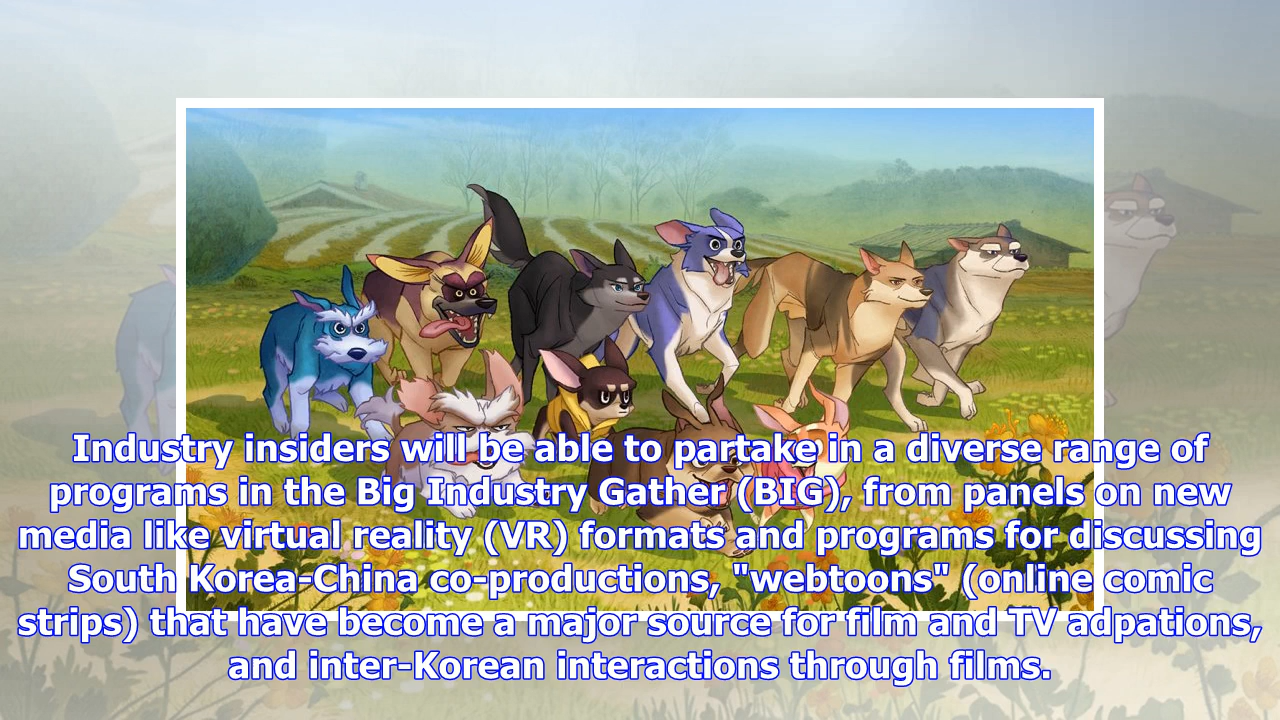 Industry insiders will be able to partake in a diverse range of
programs in the Big Industry Gather (BIG), from panels on new
media like virtual reality (VR) formats and programs for discussing
South Korea-China co-productions, "webtoons" (online comic
strips) that have become a major source for film and TV adpations,
and inter-Korean interactions through films.